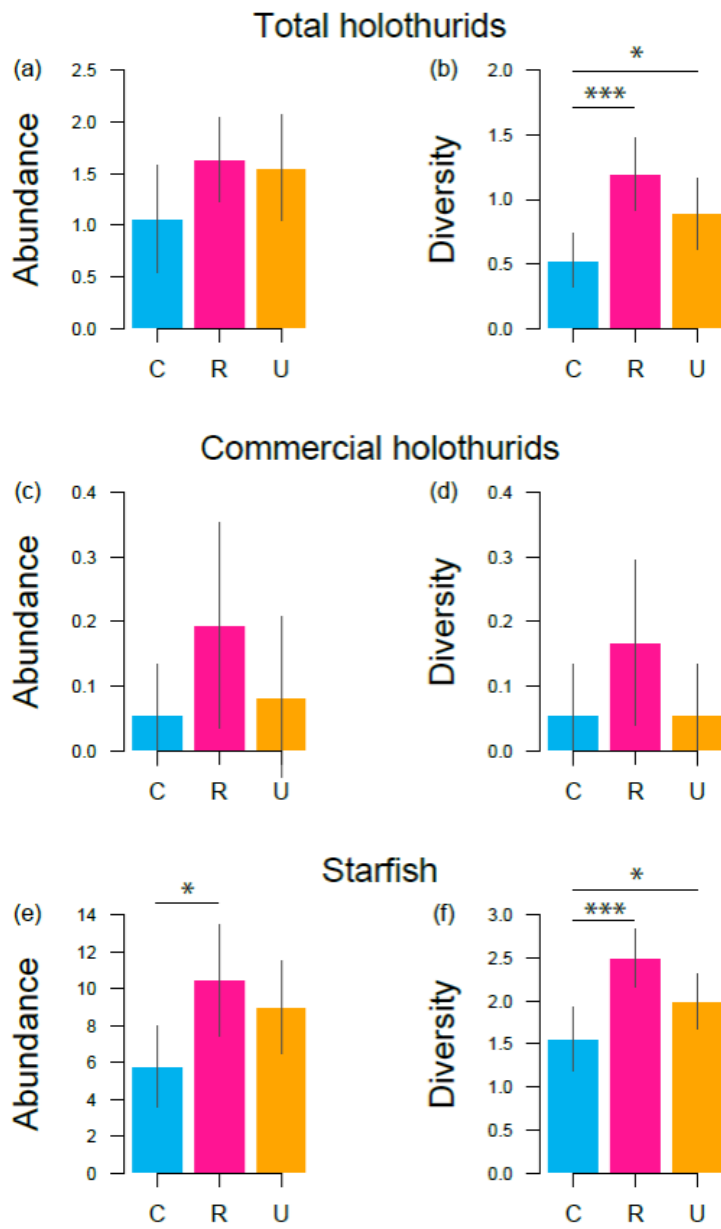 Total holothurids
(a)
Abundance
2.5
2.0
1.5
1.0
0.5
0.0
C R U
(b)
Diversity
2.0
1.5
1.0
0.5
0.0
*
***
C R U
Commercial holothurids
(c)
Abundance
0.4
0.3
0.2
0.1
0.0
C R U
(d)
Diversity
0.4
0.3
0.2
0.1
0.0
C R U
Starfish
(e)
Abundance
14
12
10
8
6
4
2
0
*
C R U
(f)
Diversity
3.0
2.5
2.0
1.5
1.0
0.5
0.0
*
***
C R U